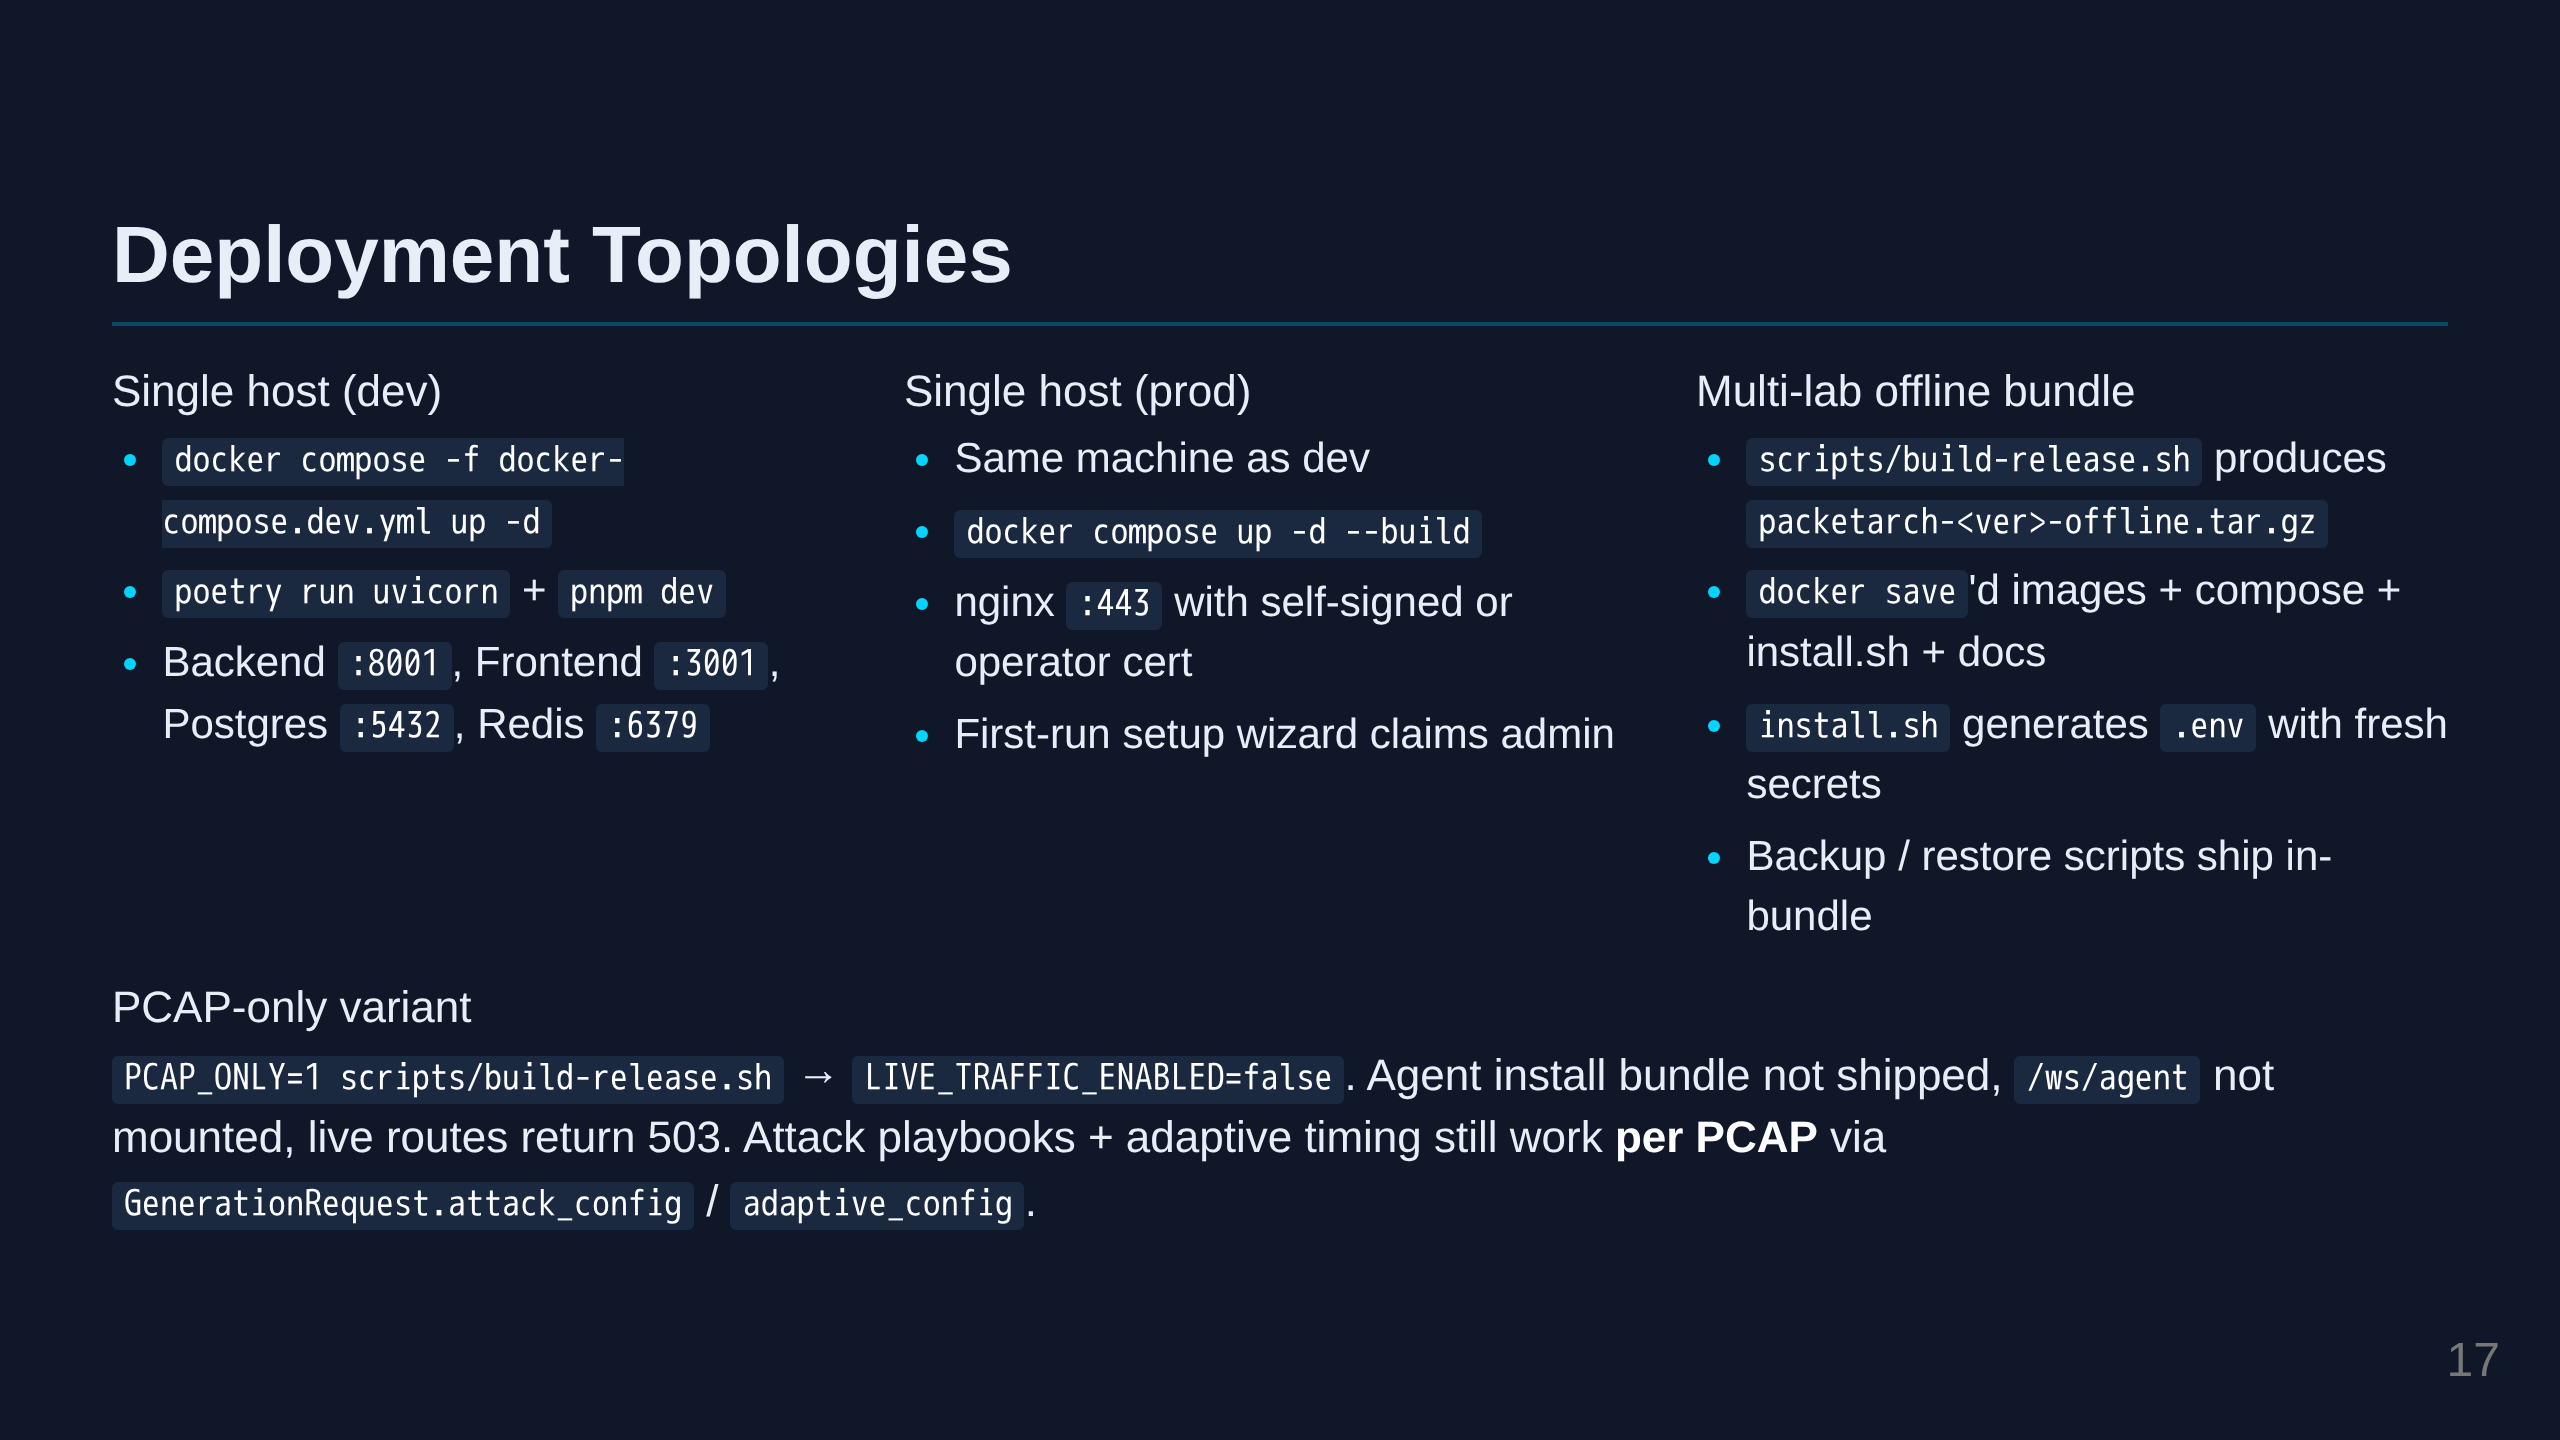 Deployment Topologies
Single host (dev)
• docker compose -f docker-
compose.dev.yml up -d
• poetry run uvicorn + pnpm dev
• Backend :8001, Frontend :3001,
Postgres :5432, Redis :6379
Single host (prod)
• Same machine as dev
• docker compose up -d --build
• nginx :443 with self-signed or
operator cert
• First-run setup wizard claims admin
Multi-lab offline bundle
• scripts/build-release.sh produces
packetarch-<ver>-offline.tar.gz
• docker save'd images + compose +
install.sh + docs
• install.sh generates .env with fresh
secrets
• Backup / restore scripts ship in-
bundle
PCAP-only variant
PCAP_ONLY=1 scripts/build-release.sh → LIVE_TRAFFIC_ENABLED=false. Agent install bundle not shipped, /ws/agent not
mounted, live routes return 503. Attack playbooks + adaptive timing still work per PCAP via
GenerationRequest.attack_config / adaptive_config.
17